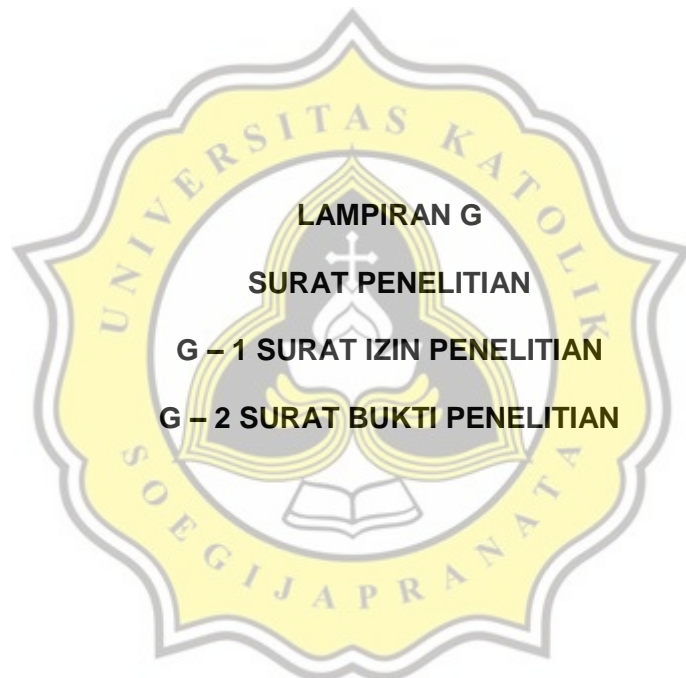 UNIVERSITAS KATOLIK
LAMPIRAN G
SURAT PENELITIAN
G – 1 SURAT IZIN PENELITIAN
G – 2 SURAT BUKTI PENELITIAN
SOEGIJAPRANATA